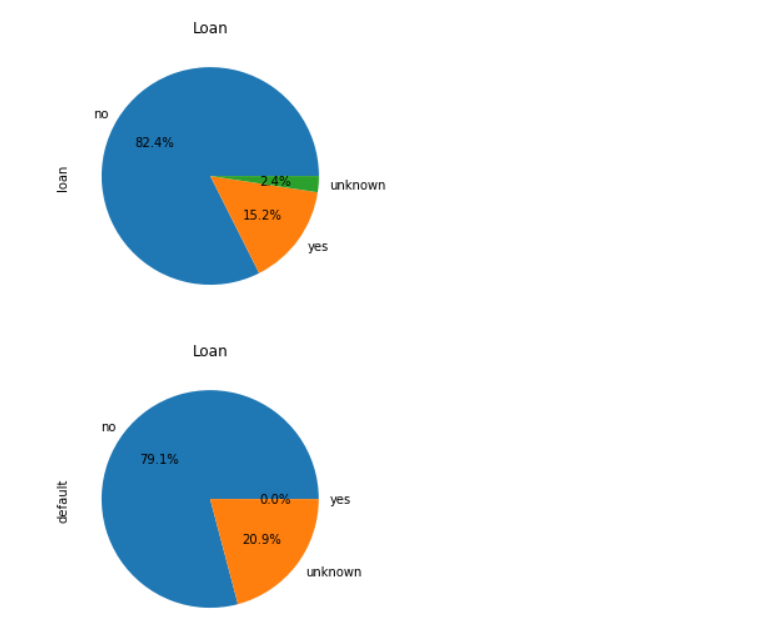 Loan
no
82.4%
loan
2.4%
unknown
15.2%
yes
Loan
no
79.1%
default
0.0%
yes
20.9%
unknown